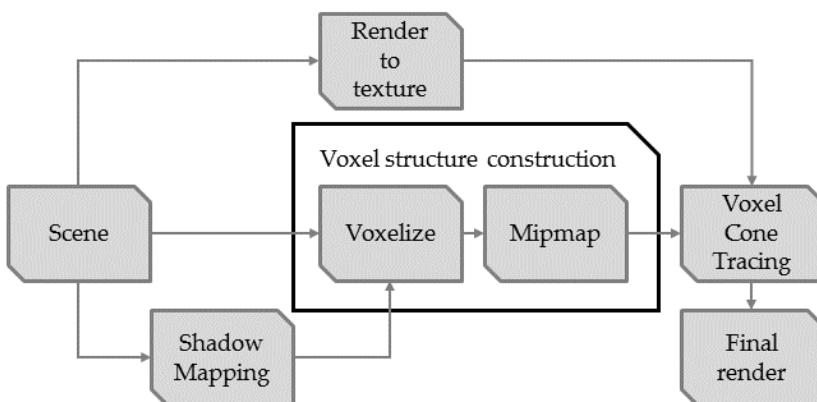 Render
to
texture
Voxel structure construction
Scene
Voxelize
Mipmap
Voxel
Cone
Tracing
Shadow
Mapping
Final
render